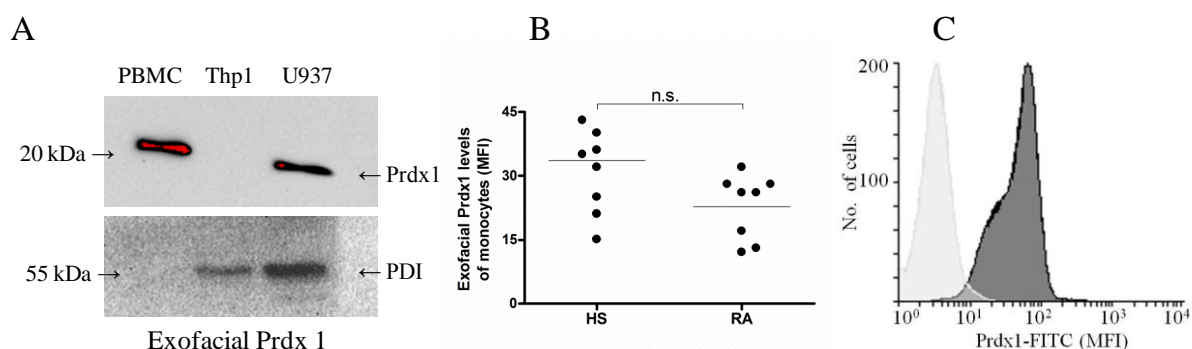 A
PBMC Thp1 U937
20 kDa →
← Prdx1
55 kDa →
← PDI
Exofacial Prdx 1
B
n.s.
Exofacial Prdx1 levels
of monocytes (MFI)
45
30
15
0
HS RA
C
No. of cells
200
100
10⁰ 10¹ 10² 10³ 10⁴
Prdx1-FITC (MFI)